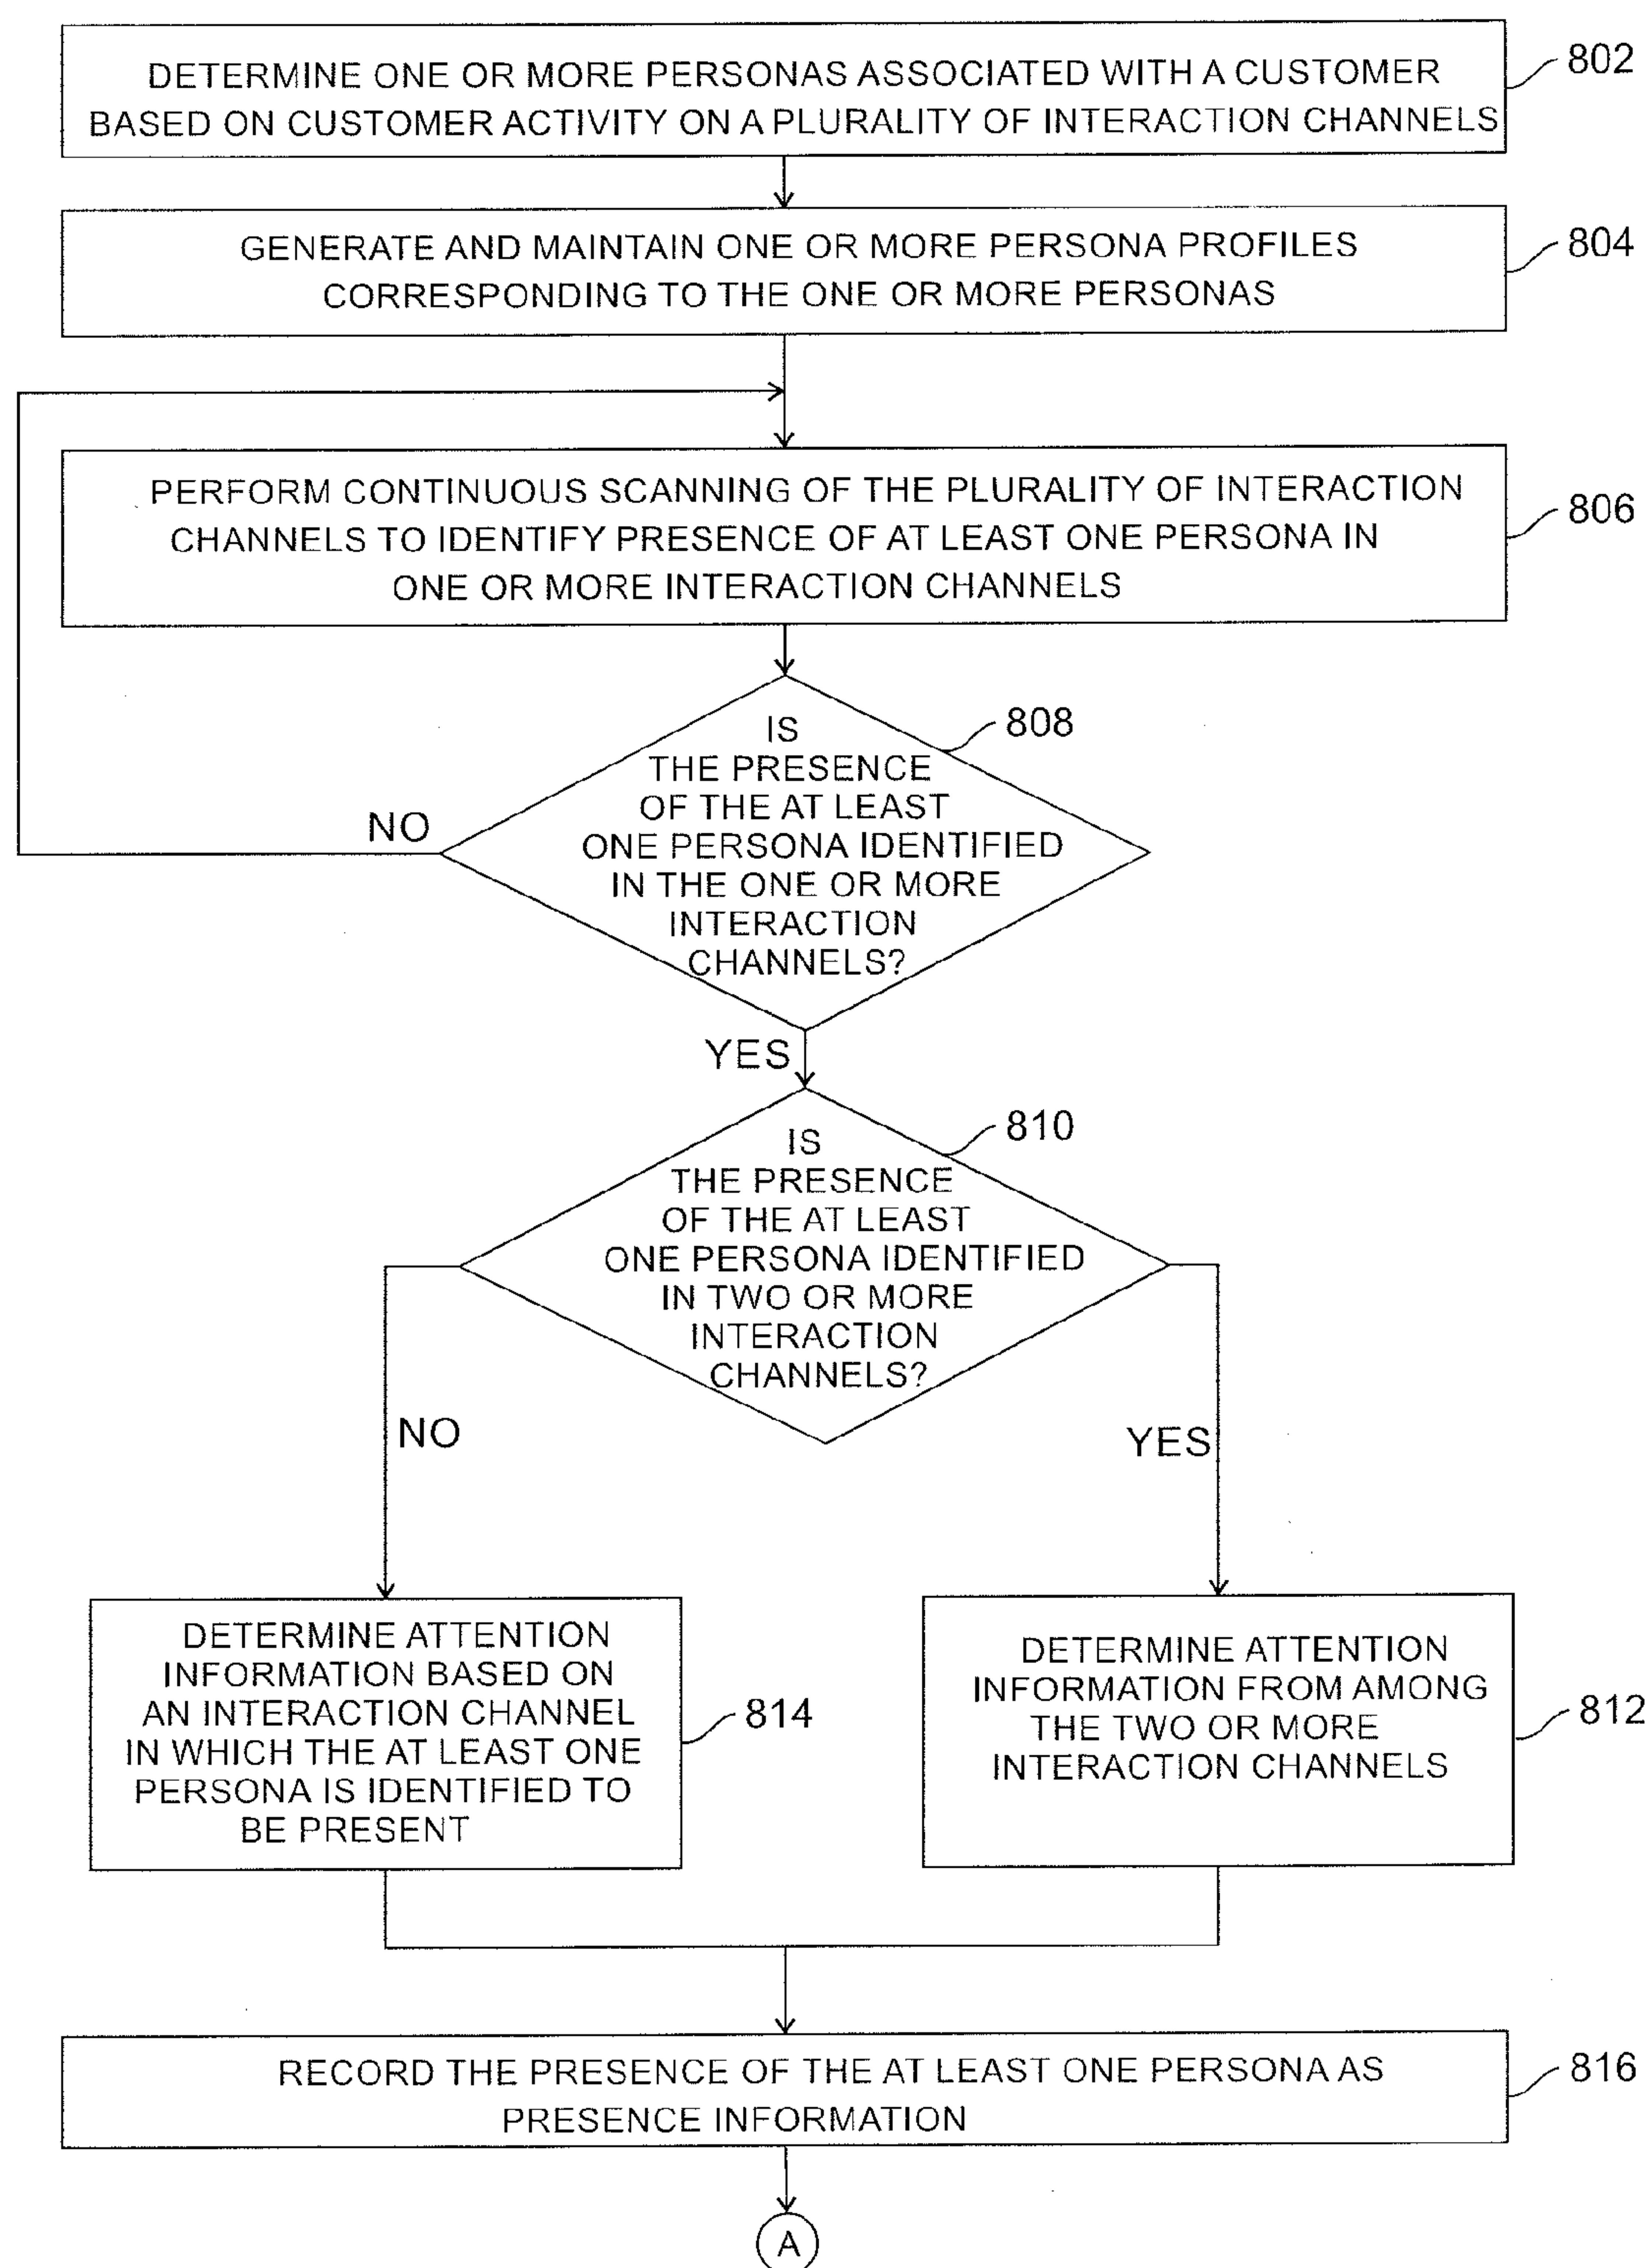 DETERMINE ONE OR MORE PERSONAS ASSOCIATED WITH A CUSTOMER
BASED ON CUSTOMER ACTIVITY ON A PLURALITY OF INTERACTION CHANNELS
802
GENERATE AND MAINTAIN ONE OR MORE PERSONA PROFILES
CORRESPONDING TO THE ONE OR MORE PERSONAS
804
PERFORM CONTINUOUS SCANNING OF THE PLURALITY OF INTERACTION
CHANNELS TO IDENTIFY PRESENCE OF AT LEAST ONE PERSONA IN
ONE OR MORE INTERACTION CHANNELS
806
IS
THE PRESENCE
OF THE AT LEAST
ONE PERSONA IDENTIFIED
IN THE ONE OR MORE
INTERACTION
CHANNELS?
808
NO
YES
IS
THE PRESENCE
OF THE AT LEAST
ONE PERSONA IDENTIFIED
IN TWO OR MORE
INTERACTION
CHANNELS?
810
NO
YES
DETERMINE ATTENTION
INFORMATION BASED ON
AN INTERACTION CHANNEL
IN WHICH THE AT LEAST ONE
PERSONA IS IDENTIFIED TO
BE PRESENT
814
DETERMINE ATTENTION
INFORMATION FROM AMONG
THE TWO OR MORE
INTERACTION CHANNELS
812
RECORD THE PRESENCE OF THE AT LEAST ONE PERSONA AS
PRESENCE INFORMATION
816
A